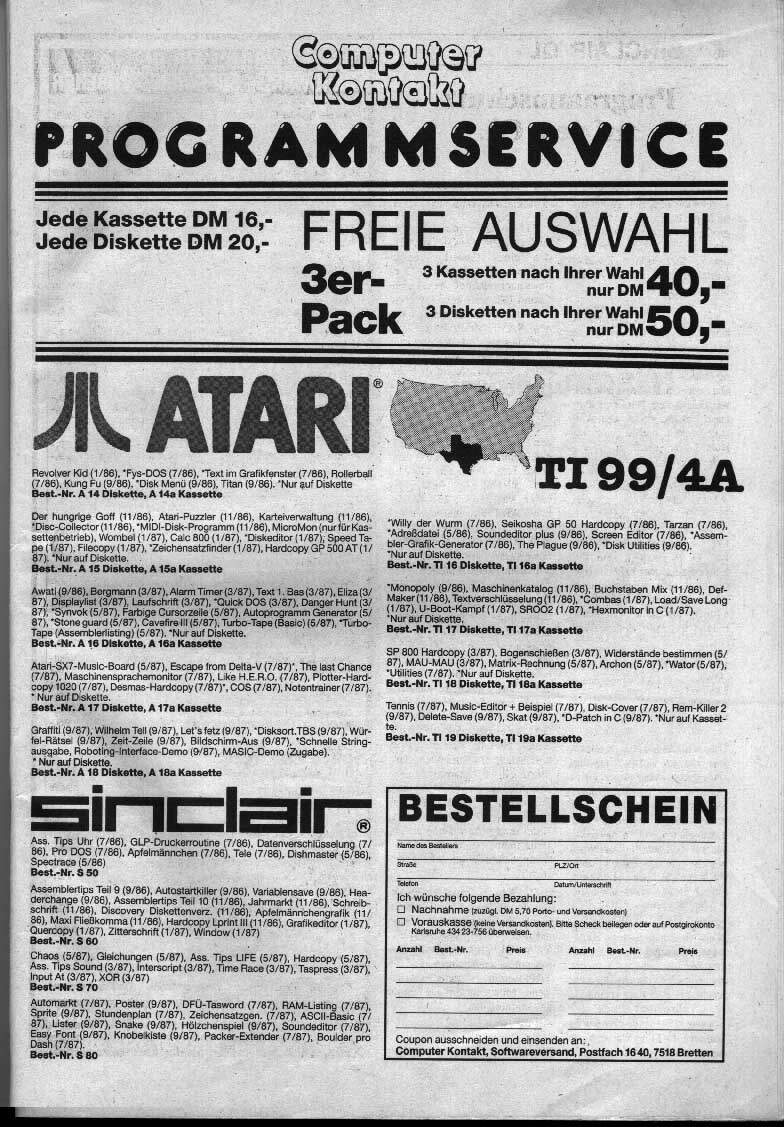 Computer
Kontakt
PROGRAMMSERVICE
Jede Kassette DM 16,-
Jede Diskette DM 20,-
FREIE AUSWAHL
3er-
Pack
3 Kassetten nach Ihrer Wahl
nur DM 40,-
3 Disketten nach Ihrer Wahl
nur DM 50,-
ATARI®
Revolver Kid (1/86), *Fys-DOS (7/86), *Text im Grafikfenster (7/86), Rollerball
(7/86), Kung Fu (9/86), *Disk Menü (9/86), Titan (9/86). *Nur auf Diskette
Best.-Nr. A 14 Diskette, A 14a Kassette
Der hungrige Goff (11/86), Atari-Puzzler (11/86), Karteiverwaltung (11/86),
*Disc-Collector (11/86), *MIDI-Disk-Programm (11/86), MicroMon (nur für Kas-
settenbetrieb), Wombel (1/87), Calc 800 (1/87), *Diskeditor (1/87), Speed Ta-
pe (1/87), Filecopy (1/87), *Zeichensatzfinder (1/87), Hardcopy GP 500 AT (1/
87). *Nur auf Diskette.
Best.-Nr. A 15 Diskette, A 15a Kassette
Awati (9/86), Borgmann (3/87), Alarm Timer (3/87), Text 1. Bas (3/87), Eliza (3/
87), Displaylist (3/87), Laufschrift (3/87), *Quick DOS (3/87), Danger Hunt (3/
87), *Synvok (5/87), Farbige Cursorzeile (5/87), Autoprogramm Generator (5/
87), *Stone guard (5/87), Cavefire III (5/87), Turbo-Tape (Basic) (5/87), *Turbo-
Tape (Assemblerlisting) (5/87). *Nur auf Diskette.
Best.-Nr. A 16 Diskette, A 16a Kassette
Atari-SX7-Music-Board (5/87), Escape from Delta-V (7/87)*, The last Chance
(7/87), Maschinensprachemonitor (7/87), Like H.E.R.O. (7/87), Plotter-Hard-
copy 1020 (7/87), Desmas-Hardcopy (7/87)*, COS (7/87), Notentrainer (7/87).
* Nur auf Diskette.
Best.-Nr. A 17 Diskette, A 17a Kassette
Graffiti (9/87), Wilhelm Tell (9/87), Let's fetz (9/87), *Disksort.TBS (9/87), Wür-
fel-Rätsel (9/87), Zeit-Zeile (9/87), Bildschirm-Aus (9/87), *Schnelle String-
ausgabe, Roboting-Interface-Demo (9/87), MASIC-Demo (Zugabe).
* Nur auf Diskette.
Best.-Nr. A 18 Diskette, A 18a Kassette
TI 99/4A
*Willy der Wurm (7/86), Seikosha GP 50 Hardcopy (7/86), Tarzan (7/86),
*Adreßdatei (5/86), Soundeditor plus (9/86), Screen Editor (7/86), *Assem-
bler-Grafik-Generator (7/86), The Plague (9/86), *Disk Utilities (9/86).
*Nur auf Diskette.
Best.-Nr. TI 16 Diskette, TI 16a Kassette
*Monopoly (9/86), Maschinenkatalog (11/86), Buchstaben Mix (11/86), Def-
Maker (11/86), Textverschlüsselung (11/86), *Combas (1/87), Load/Save Long
(1/87), U-Boot-Kampf (1/87), SROO2 (1/87), *Hexmonitor in C (1/87).
*Nur auf Diskette.
Best.-Nr. TI 17 Diskette, TI 17a Kassette
SP 800 Hardcopy (3/87), Bogenschießen (3/87), Widerstände bestimmen (5/
87), MAU-MAU (3/87), Matrix-Rechnung (5/87), Archon (5/87), *Wator (5/87),
*Utilities (7/87). *Nur auf Diskette.
Best.-Nr. TI 18 Diskette, TI 18a Kassette
Tannis (7/87), Music-Editor + Beispiel (7/87), Disk-Cover (7/87), Rem-Killer 2
(9/87), Delete-Save (9/87), Skat (9/87), *D-Patch in C (9/87). *Nur auf Kasset-
te.
Best.-Nr. TI 19 Diskette, TI 19a Kassette
sinclair®
Ass. Tips Uhr (7/86), GLP-Druckerroutine (7/86), Datenverschlüsselung (7/
86), Pro DOS (7/86), Apfelmännchen (7/86), Tele (7/86), Dishmaster (5/86),
Spectrace (5/86)
Best.-Nr. S 50
Assemblertips Teil 9 (9/86), Autostartkiller (9/86), Variablensave (9/86), Hea-
derchange (9/86), Assemblertips Teil 10 (11/86), Jahrmarkt (11/86), Schreib-
schrift (11/86), Discovery Diskettenverz. (11/86), Apfelmännchengrafik (11/
86), Maxi Fließkomma (11/86), Hardcopy Lprint III (11/86), Grafikeditor (1/87),
Quercopy (1/87), Zitterschrift (1/87), Window (1/87)
Best.-Nr. S 60
Chaos (5/87), Gleichungen (5/87), Ass. Tips LIFE (5/87), Hardcopy (5/87),
Ass. Tips Sound (3/87), Interscript (3/87), Time Race (3/87), Taspress (3/87),
Input At (3/87), XOR (3/87)
Best.-Nr. S 70
Automarkt (7/87), Poster (9/87), DFÜ-Tasword (7/87), RAM-Listing (7/87),
Sprite (9/87), Stundenplan (7/87), Zeichensatzgen. (7/87), ASCII-Basic (7/
87), Lister (9/87), Snake (9/87), Hölzchenspiel (9/87), Soundeditor (7/87),
Easy Font (9/87), Knobelkiste (9/87), Packer-Extender (7/87), Boulder pro
Dash (7/87).
Best.-Nr. S 80
BESTELLSCHEIN
Name des Bestellers
Straße PLZ/Ort
Telefon Datum/Unterschrift
Ich wünsche folgende Bezahlung:
☐ Nachnahme (zuzügl. DM 5,70 Porto- und Versandkosten)
☐ Vorauskasse (keine Versandkosten). Bitte Scheck beilegen oder auf Postgirokonto
Karlsruhe 434 23-756 überweisen.
Anzahl Best.-Nr. Preis Anzahl Best.-Nr. Preis
Coupon ausschneiden und einsenden an:
Computer Kontakt, Softwareversand, Postfach 16 40, 7518 Bretten